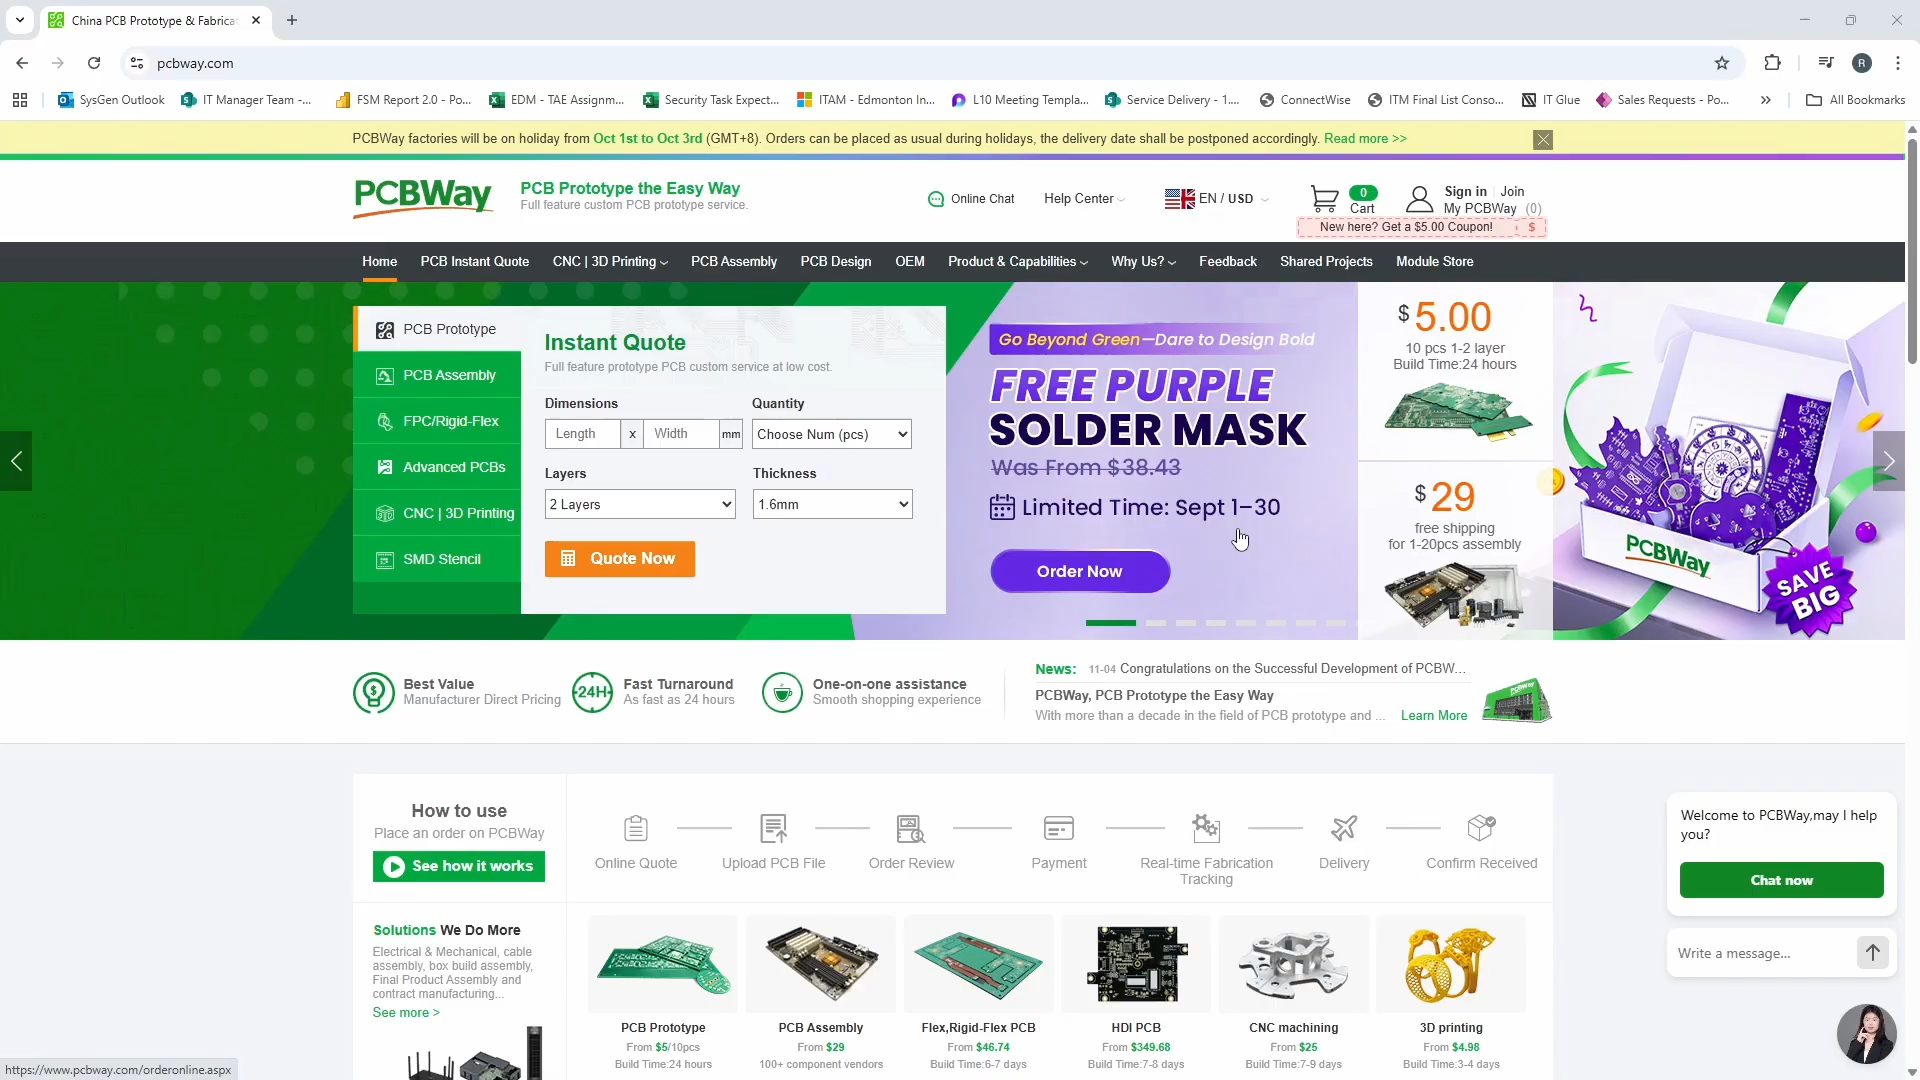 China PCB Prototype & Fabrica
pcbway.com
SysGen Outlook
IT Manager Team -...
FSM Report 2.0 - Po...
EDM - TAE Assignm...
Security Task Expect...
ITAM - Edmonton In...
L10 Meeting Templa...
Service Delivery - 1....
ConnectWise
ITM Final List Conso...
IT Glue
Sales Requests - Po...
All Bookmarks
PCBWay factories will be on holiday from Oct 1st to Oct 3rd (GMT+8). Orders can be placed as usual during holidays, the delivery date shall be postponed accordingly. Read more >>
PCBWay
PCB Prototype the Easy Way
Full feature custom PCB prototype service.
Online Chat
Help Center
EN / USD
0
Cart
Sign in | Join
My PCBWay (0)
New here? Get a $5.00 Coupon! $
Home
PCB Instant Quote
CNC | 3D Printing
PCB Assembly
PCB Design
OEM
Product & Capabilities
Why Us?
Feedback
Shared Projects
Module Store
PCB Prototype
PCB Assembly
FPC/Rigid-Flex
Advanced PCBs
CNC | 3D Printing
SMD Stencil
Instant Quote
Full feature prototype PCB custom service at low cost.
Dimensions
Quantity
Length x Width mm
Choose Num (pcs)
Layers
Thickness
2 Layers
1.6mm
Quote Now
Go Beyond Green—Dare to Design Bold
FREE PURPLE
SOLDER MASK
Was From $38.43
Limited Time: Sept 1–30
Order Now
$5.00
10 pcs 1-2 layer
Build Time:24 hours
$29
free shipping
for 1-20pcs assembly
PCBWay
SAVE
BIG
Best Value
Manufacturer Direct Pricing
24H
Fast Turnaround
As fast as 24 hours
One-on-one assistance
Smooth shopping experience
News: 11-04 Congratulations on the Successful Development of PCBW...
PCBWay, PCB Prototype the Easy Way
With more than a decade in the field of PCB prototype and ... Learn More
How to use
Place an order on PCBWay
See how it works
Online Quote
Upload PCB File
Order Review
Payment
Real-time Fabrication
Tracking
Delivery
Confirm Received
Solutions We Do More
Electrical & Mechanical, cable
assembly, box build assembly,
Final Product Assembly and
contract manufacturing...
See more >
PCB Prototype
From $5/10pcs
Build Time:24 hours
PCB Assembly
From $29
100+ component vendors
Flex,Rigid-Flex PCB
From $46.74
Build Time:6-7 days
HDI PCB
From $349.68
Build Time:7-8 days
CNC machining
From $25
Build Time:7-9 days
3D printing
From $4.98
Build Time:3-4 days
Welcome to PCBWay,may I help
you?
Chat now
Write a message...
https://www.pcbway.com/orderonline.aspx